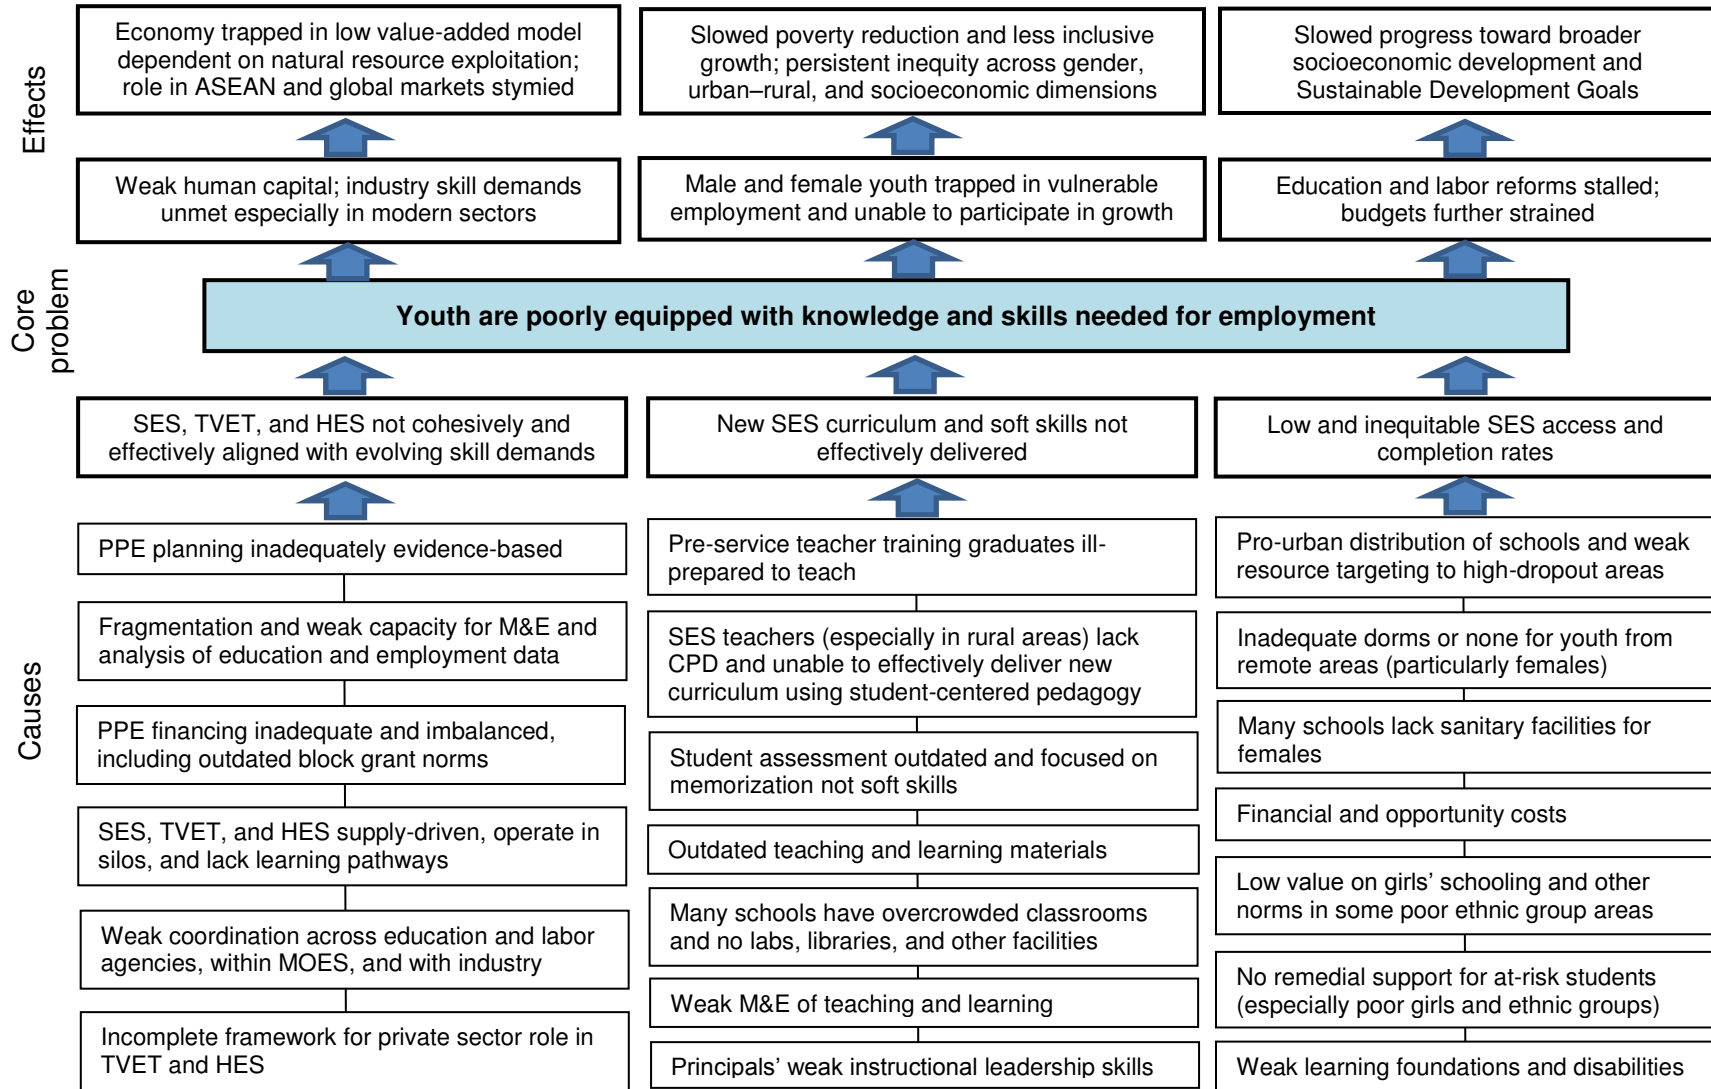 Effects
Economy trapped in low value-added model
dependent on natural resource exploitation;
role in ASEAN and global markets stymied
Slowed poverty reduction and less inclusive
growth; persistent inequity across gender,
urban–rural, and socioeconomic dimensions
Slowed progress toward broader
socioeconomic development and
Sustainable Development Goals
Weak human capital; industry skill demands
unmet especially in modern sectors
Male and female youth trapped in vulnerable
employment and unable to participate in growth
Education and labor reforms stalled;
budgets further strained
Core
problem
Youth are poorly equipped with knowledge and skills needed for employment
Causes
SES, TVET, and HES not cohesively and
effectively aligned with evolving skill demands
New SES curriculum and soft skills not
effectively delivered
Low and inequitable SES access and
completion rates
PPE planning inadequately evidence-based
Fragmentation and weak capacity for M&E and
analysis of education and employment data
PPE financing inadequate and imbalanced,
including outdated block grant norms
SES, TVET, and HES supply-driven, operate in
silos, and lack learning pathways
Weak coordination across education and labor
agencies, within MOES, and with industry
Incomplete framework for private sector role in
TVET and HES
Pre-service teacher training graduates ill-
prepared to teach
SES teachers (especially in rural areas) lack
CPD and unable to effectively deliver new
curriculum using student-centered pedagogy
Student assessment outdated and focused on
memorization not soft skills
Outdated teaching and learning materials
Many schools have overcrowded classrooms
and no labs, libraries, and other facilities
Weak M&E of teaching and learning
Principals’ weak instructional leadership skills
Pro-urban distribution of schools and weak
resource targeting to high-dropout areas
Inadequate dorms or none for youth from
remote areas (particularly females)
Many schools lack sanitary facilities for
females
Financial and opportunity costs
Low value on girls’ schooling and other
norms in some poor ethnic group areas
No remedial support for at-risk students
(especially poor girls and ethnic groups)
Weak learning foundations and disabilities